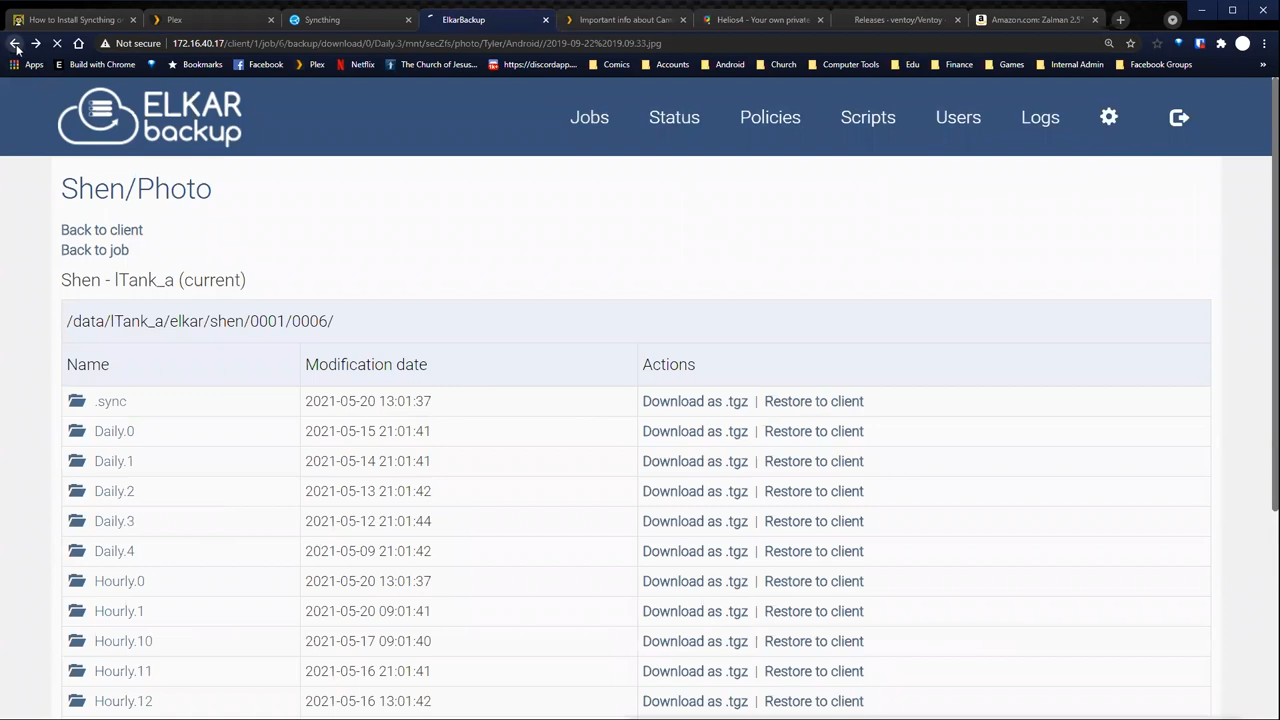 How to Install Syncthing on
Plex
Syncthing
ElkarBackup
Important info about Cam
Helios4 - Your own private
Releases - ventoy/Ventoy
Amazon.com: Zalman 2.5"
Not secure
172.16.40.17/client/1/job/6/backup/download/0/Daily.3/mnt/secZfs/photo/Tyler/Android//2019-09-22%2019.09.33.jpg
Apps
Build with Chrome
Bookmarks
Facebook
Plex
Netflix
The Church of Jesus...
https://discordapp....
Comics
Accounts
Android
Church
Computer Tools
Edu
Finance
Games
Internal Admin
Facebook Groups
»
ELKAR
backup
Jobs
Status
Policies
Scripts
Users
Logs
Shen/Photo
Back to client
Back to job
Shen - lTank_a (current)
/data/lTank_a/elkar/shen/0001/0006/
Name Modification date Actions
.sync 2021-05-20 13:01:37 Download as .tgz | Restore to client
Daily.0 2021-05-15 21:01:41 Download as .tgz | Restore to client
Daily.1 2021-05-14 21:01:41 Download as .tgz | Restore to client
Daily.2 2021-05-13 21:01:42 Download as .tgz | Restore to client
Daily.3 2021-05-12 21:01:44 Download as .tgz | Restore to client
Daily.4 2021-05-09 21:01:42 Download as .tgz | Restore to client
Hourly.0 2021-05-20 13:01:37 Download as .tgz | Restore to client
Hourly.1 2021-05-20 09:01:41 Download as .tgz | Restore to client
Hourly.10 2021-05-17 09:01:40 Download as .tgz | Restore to client
Hourly.11 2021-05-16 21:01:41 Download as .tgz | Restore to client
Hourly.12 2021-05-16 13:01:42 Download as .tgz | Restore to client